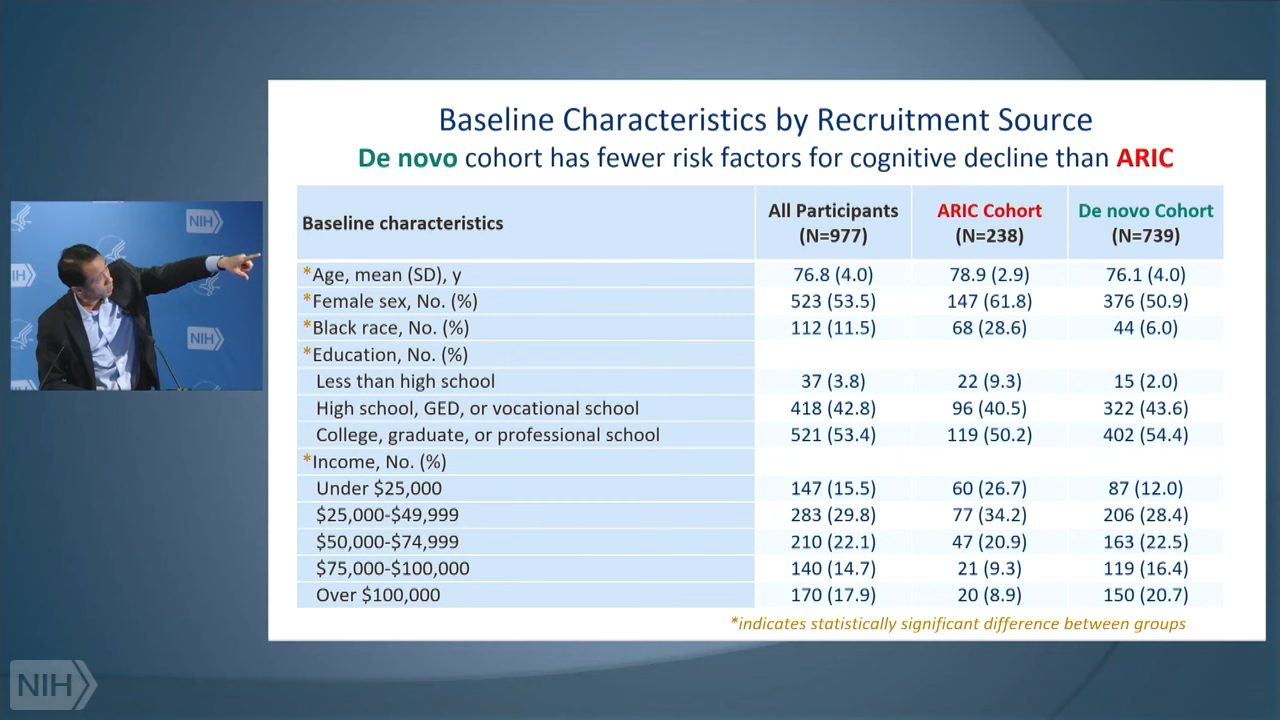 Baseline Characteristics by Recruitment Source
De novo cohort has fewer risk factors for cognitive decline than ARIC
Baseline characteristics All Participants (N=977) ARIC Cohort (N=238) De novo Cohort (N=739)
*Age, mean (SD), y 76.8 (4.0) 78.9 (2.9) 76.1 (4.0)
*Female sex, No. (%) 523 (53.5) 147 (61.8) 376 (50.9)
*Black race, No. (%) 112 (11.5) 68 (28.6) 44 (6.0)
*Education, No. (%)
Less than high school 37 (3.8) 22 (9.3) 15 (2.0)
High school, GED, or vocational school 418 (42.8) 96 (40.5) 322 (43.6)
College, graduate, or professional school 521 (53.4) 119 (50.2) 402 (54.4)
*Income, No. (%)
Under $25,000 147 (15.5) 60 (26.7) 87 (12.0)
$25,000-$49,999 283 (29.8) 77 (34.2) 206 (28.4)
$50,000-$74,999 210 (22.1) 47 (20.9) 163 (22.5)
$75,000-$100,000 140 (14.7) 21 (9.3) 119 (16.4)
Over $100,000 170 (17.9) 20 (8.9) 150 (20.7)
*indicates statistically significant difference between groups
NIH
IH
NIH
NIH